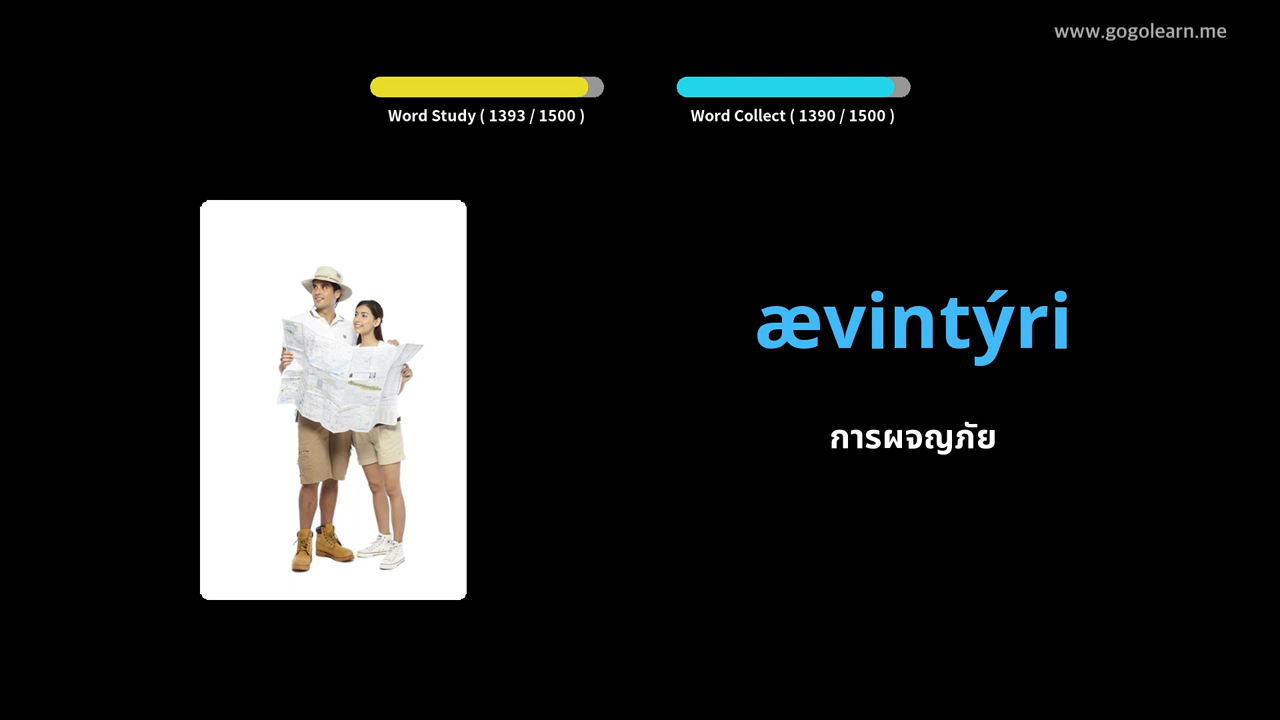 www.gogolearn.me
Word Study ( 1393 / 1500 )
Word Collect ( 1390 / 1500 )
ævintýri
การผจญภัย